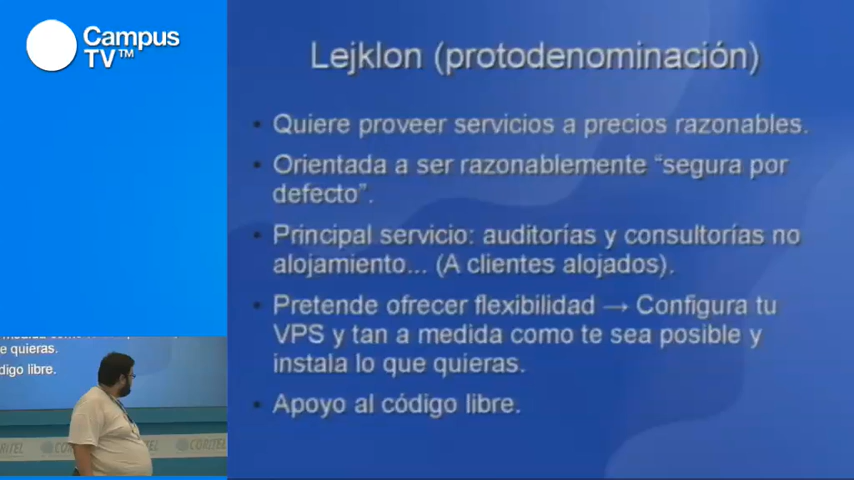 Campus
TV™
Lejklon (protodenominación)
• Quiere proveer servicios a precios razonables.
• Orientada a ser razonablemente “segura por
defecto”.
• Principal servicio: auditorías y consultorías no
alojamiento... (A clientes alojados).
• Pretende ofrecer flexibilidad → Configura tu
VPS y tan a medida como te sea posible y
instala lo que quieras.
• Apoyo al código libre.
e quieras.
digo libre.
CORITEL